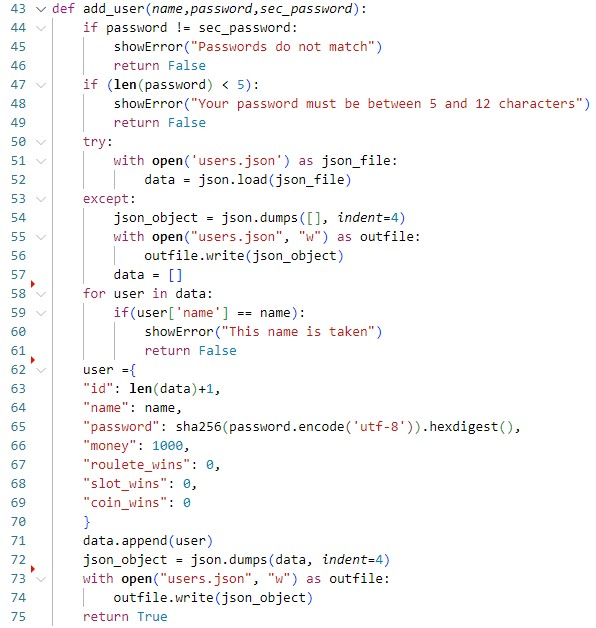 43 def add_user(name,password,sec_password):
44     if password != sec_password:
45         showError("Passwords do not match")
46         return False
47     if (len(password) < 5):
48         showError("Your password must be between 5 and 12 characters")
49         return False
50     try:
51         with open('users.json') as json_file:
52             data = json.load(json_file)
53     except:
54         json_object = json.dumps([], indent=4)
55         with open("users.json", "w") as outfile:
56             outfile.write(json_object)
57         data = []
58     for user in data:
59         if(user['name'] == name):
60             showError("This name is taken")
61             return False
62     user ={
63     "id": len(data)+1,
64     "name": name,
65     "password": sha256(password.encode('utf-8')).hexdigest(),
66     "money": 1000,
67     "roulete_wins": 0,
68     "slot_wins": 0,
69     "coin_wins": 0
70     }
71     data.append(user)
72     json_object = json.dumps(data, indent=4)
73     with open("users.json", "w") as outfile:
74         outfile.write(json_object)
75     return True